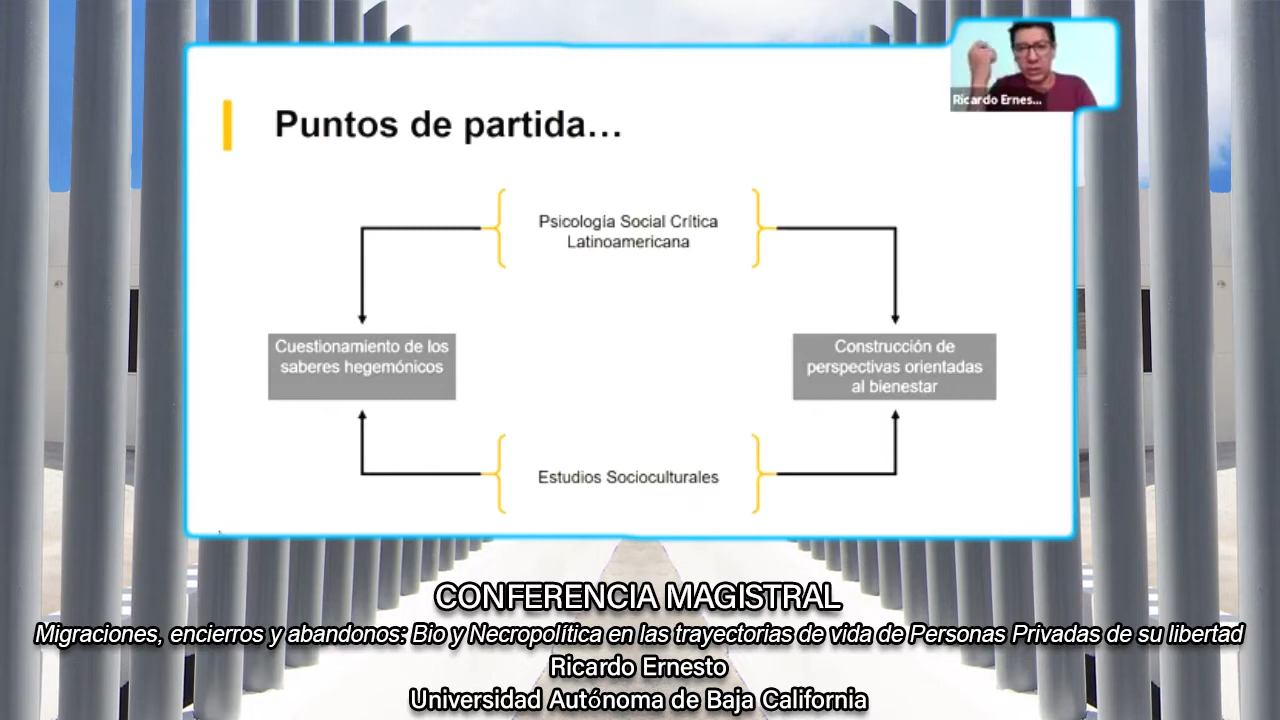 Ricardo Ernes...
Puntos de partida...
Psicología Social Crítica
Latinoamericana
Cuestionamiento de los
saberes hegemónicos
Construcción de
perspectivas orientadas
al bienestar
Estudios Socioculturales
CONFERENCIA MAGISTRAL
Migraciones, encierros y abandonos: Bio y Necropolítica en las trayectorias de vida de Personas Privadas de su libertad
Ricardo Ernesto
Universidad Autónoma de Baja California